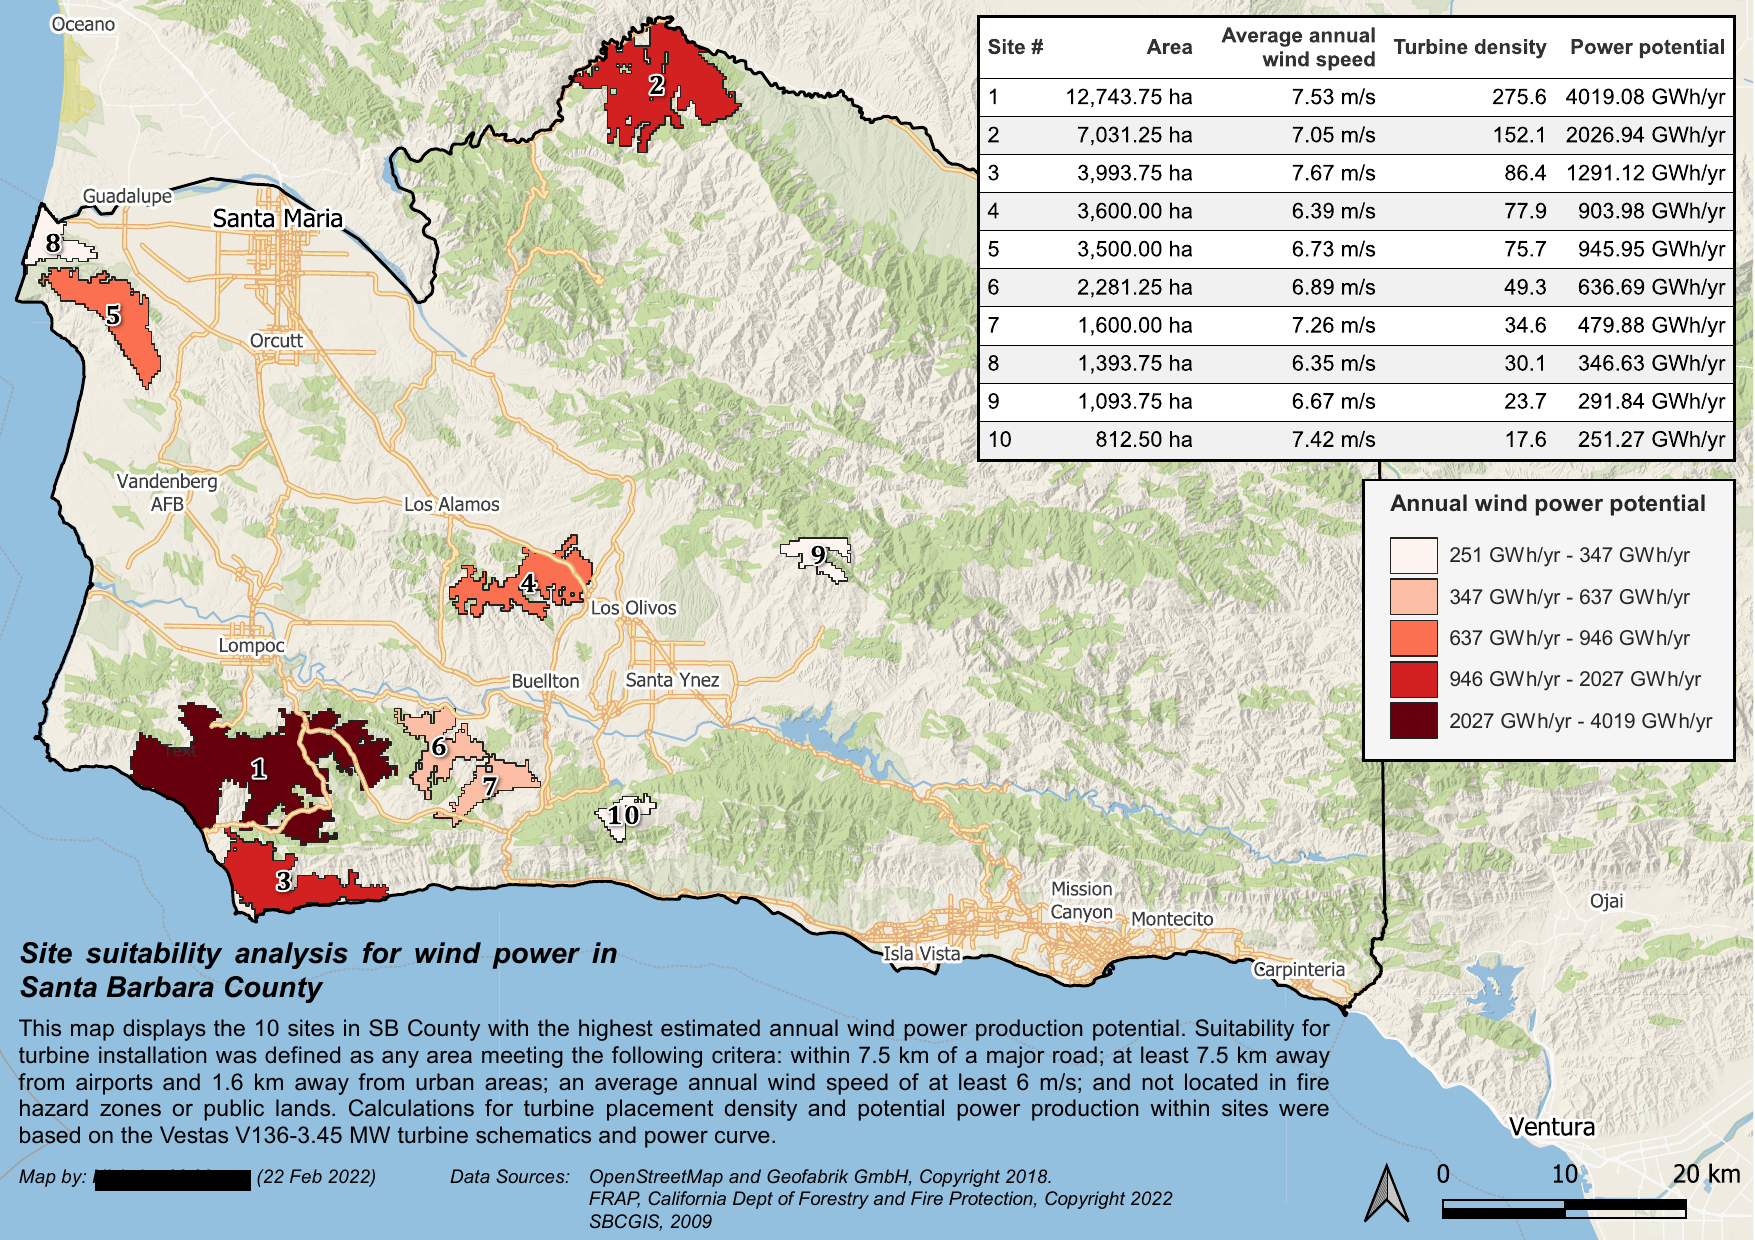 Oceano
Guadalupe
Santa Maria
8
5
2
Orcutt
Vandenberg
AFB
Los Alamos
4
9
Los Olivos
Lompoc
Buellton
Santa Ynez
1
6
7
10
3
Mission
Canyon
Montecito
Isla Vista
Carpinteria
Ojai
Ventura
Site # Area Average annual wind speed Turbine density Power potential
1 12,743.75 ha 7.53 m/s 275.6 4019.08 GWh/yr
2 7,031.25 ha 7.05 m/s 152.1 2026.94 GWh/yr
3 3,993.75 ha 7.67 m/s 86.4 1291.12 GWh/yr
4 3,600.00 ha 6.39 m/s 77.9 903.98 GWh/yr
5 3,500.00 ha 6.73 m/s 75.7 945.95 GWh/yr
6 2,281.25 ha 6.89 m/s 49.3 636.69 GWh/yr
7 1,600.00 ha 7.26 m/s 34.6 479.88 GWh/yr
8 1,393.75 ha 6.35 m/s 30.1 346.63 GWh/yr
9 1,093.75 ha 6.67 m/s 23.7 291.84 GWh/yr
10 812.50 ha 7.42 m/s 17.6 251.27 GWh/yr
Annual wind power potential
251 GWh/yr - 347 GWh/yr
347 GWh/yr - 637 GWh/yr
637 GWh/yr - 946 GWh/yr
946 GWh/yr - 2027 GWh/yr
2027 GWh/yr - 4019 GWh/yr
Site suitability analysis for wind power in
Santa Barbara County
This map displays the 10 sites in SB County with the highest estimated annual wind power production potential. Suitability for
turbine installation was defined as any area meeting the following critera: within 7.5 km of a major road; at least 7.5 km away
from airports and 1.6 km away from urban areas; an average annual wind speed of at least 6 m/s; and not located in fire
hazard zones or public lands. Calculations for turbine placement density and potential power production within sites were
based on the Vestas V136-3.45 MW turbine schematics and power curve.
Map by: (22 Feb 2022)
Data Sources: OpenStreetMap and Geofabrik GmbH, Copyright 2018.
FRAP, California Dept of Forestry and Fire Protection, Copyright 2022
SBCGIS, 2009
0 10 20 km